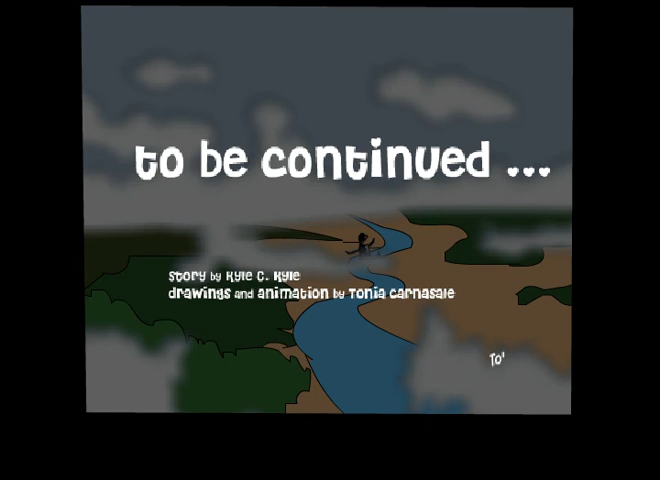 to be continued ...
story by Kyle C. Kyle
drawings and animation by Tonia Carnasale
To'